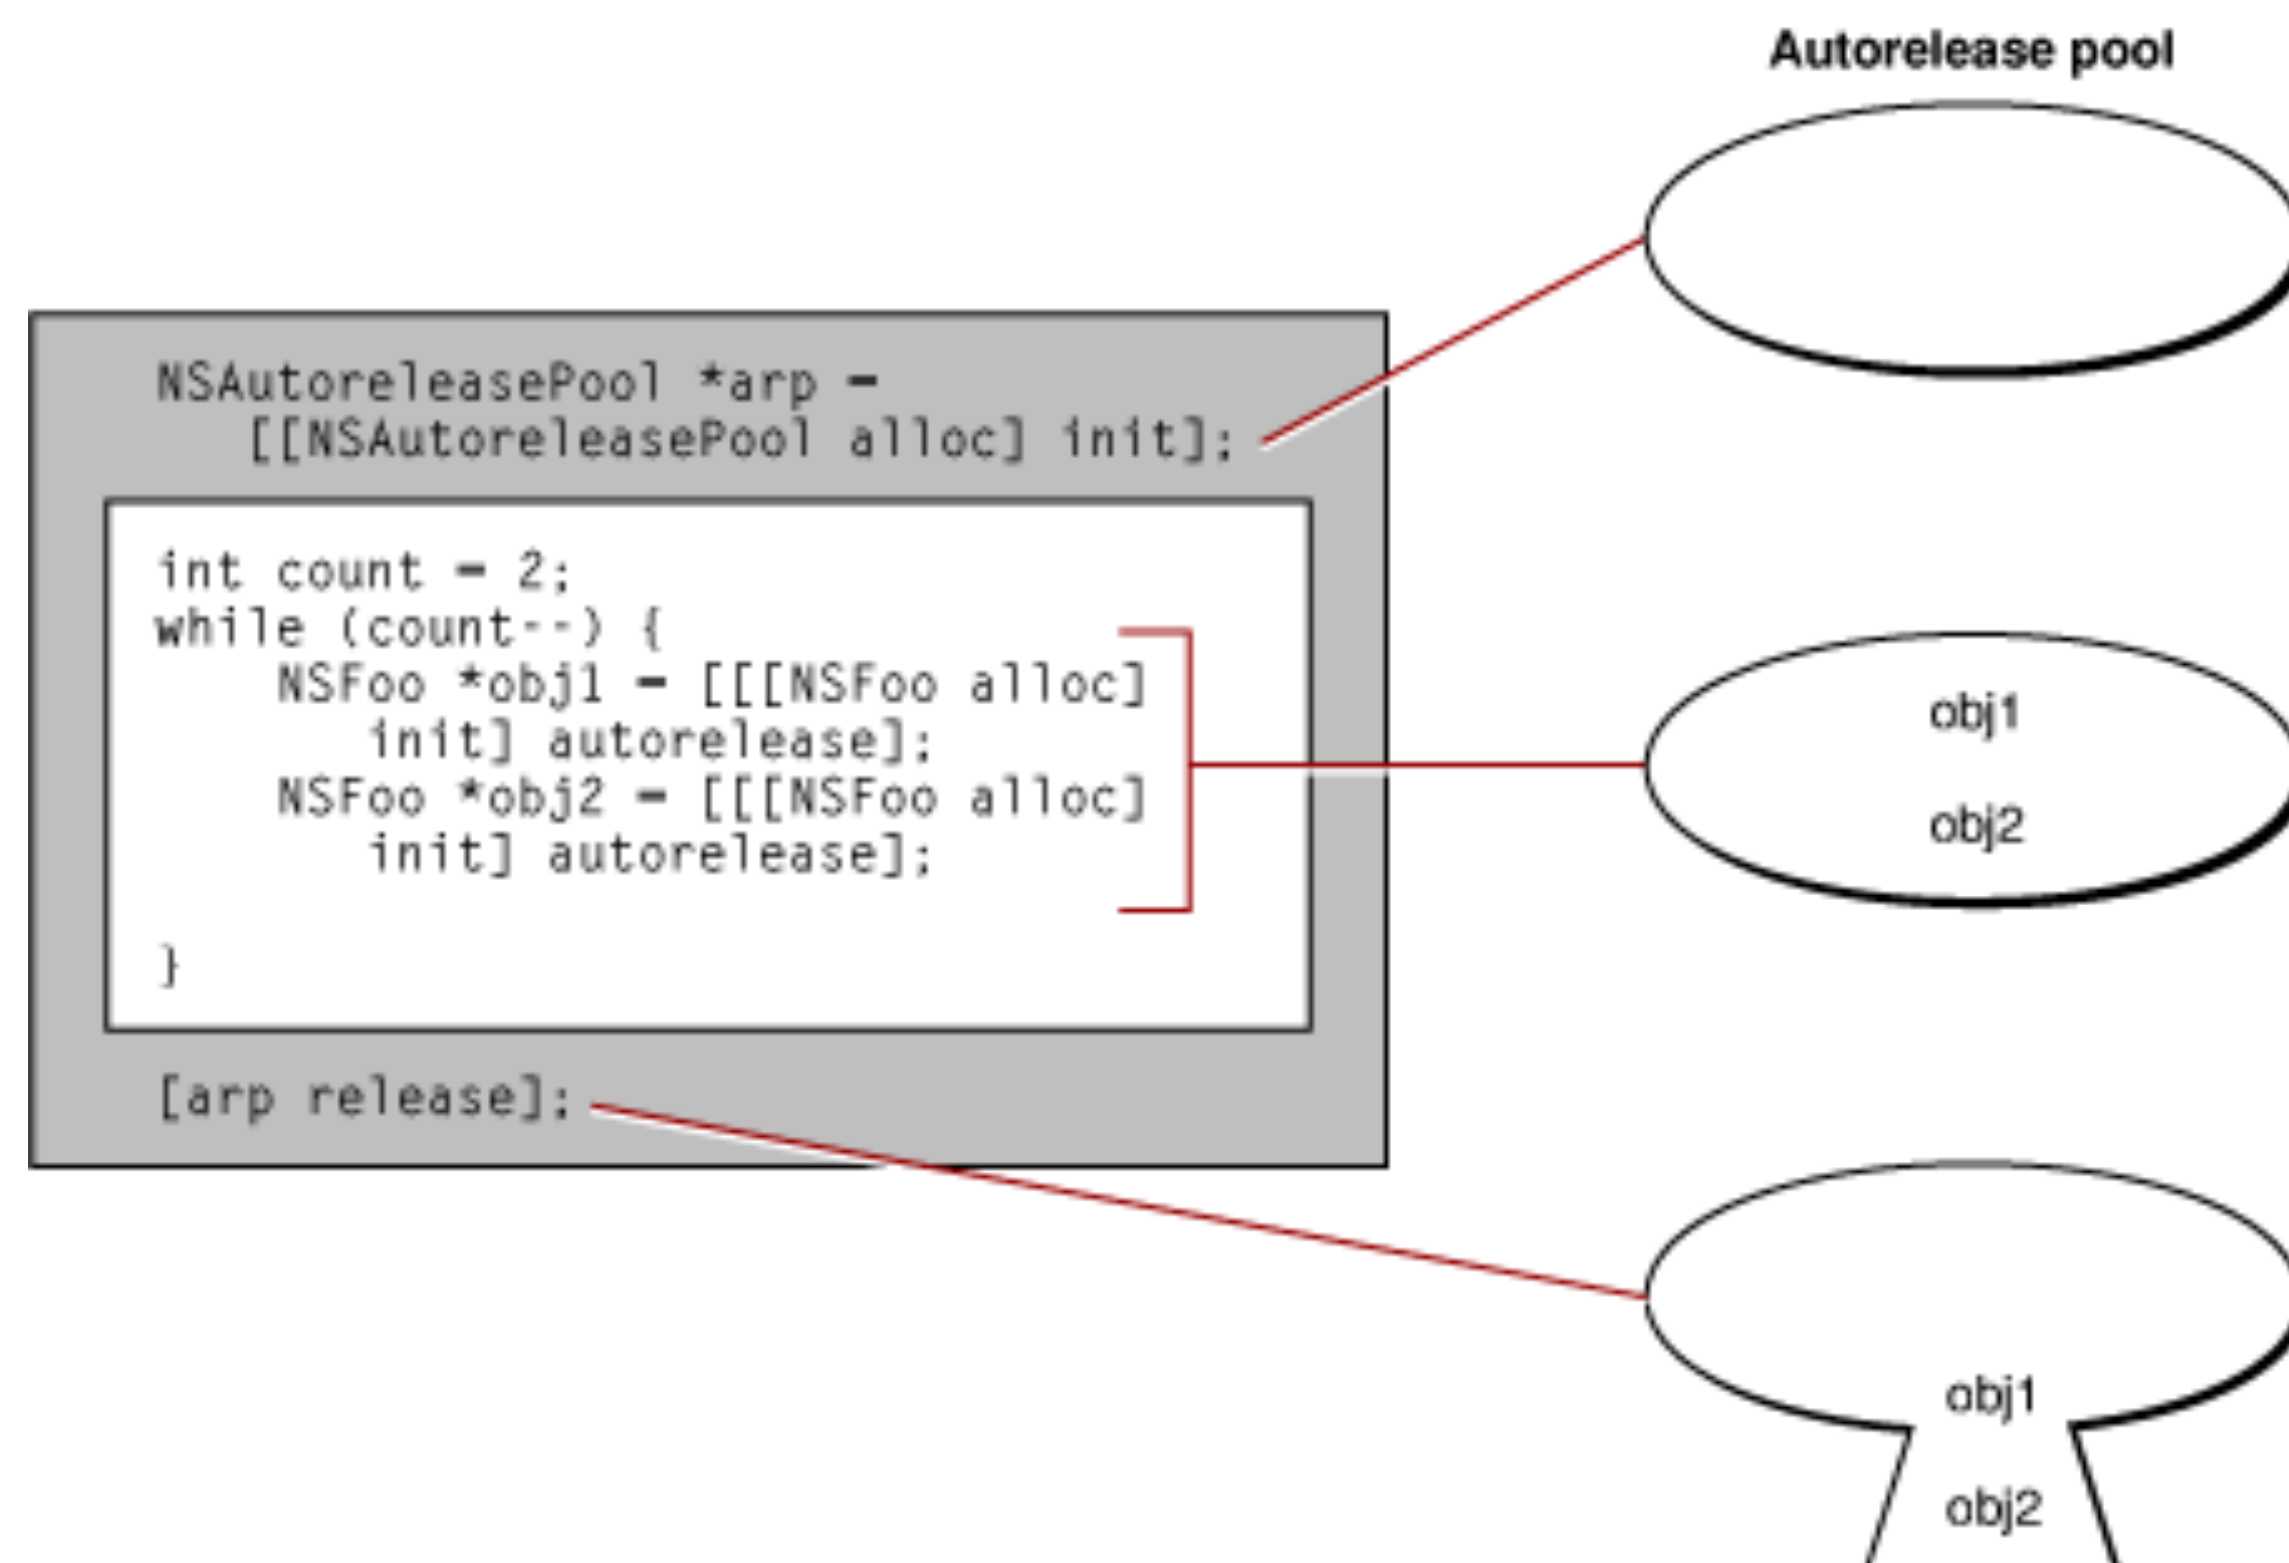 Autorelease pool
NSAutoreleasePool *arp =
[[NSAutoreleasePool alloc] init];
int count = 2;
while (count--) {
NSFoo *obj1 = [[[NSFoo alloc]
init] autorelease];
NSFoo *obj2 = [[[NSFoo alloc]
init] autorelease];
}
[arp release];
obj1
obj2
obj1
obj2